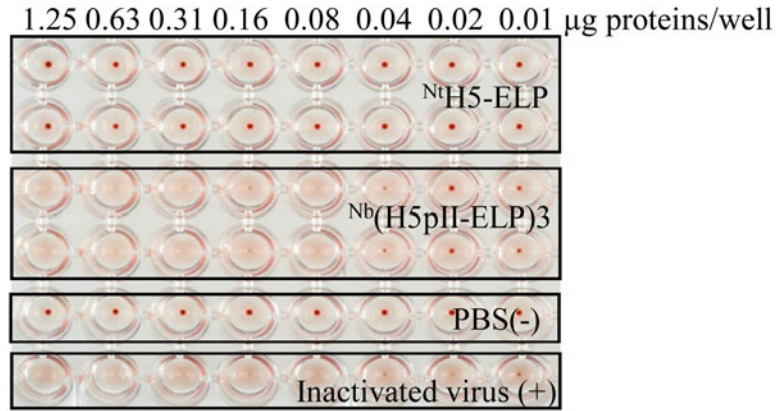 1.25 0.63 0.31 0.16 0.08 0.04 0.02 0.01 µg proteins/well
NtH5-ELP
Nb(H5pII-ELP)3
PBS(-)
Inactivated virus (+)